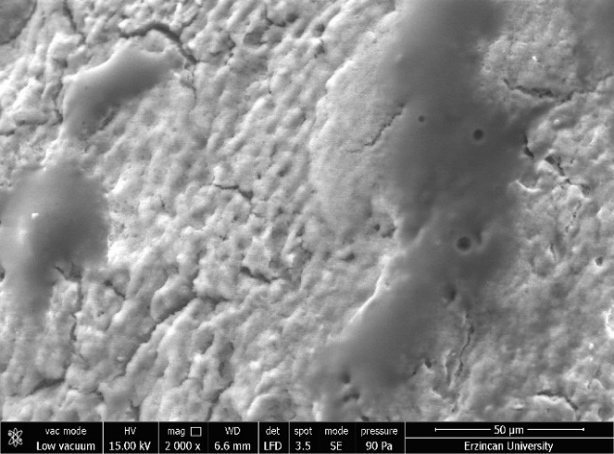 vac mode HV mag □ WD det spot mode pressure 50 µm
Low vacuum 15.00 kV 2 000 x 6.6 mm LFD 3.5 SE 90 Pa Erzincan University